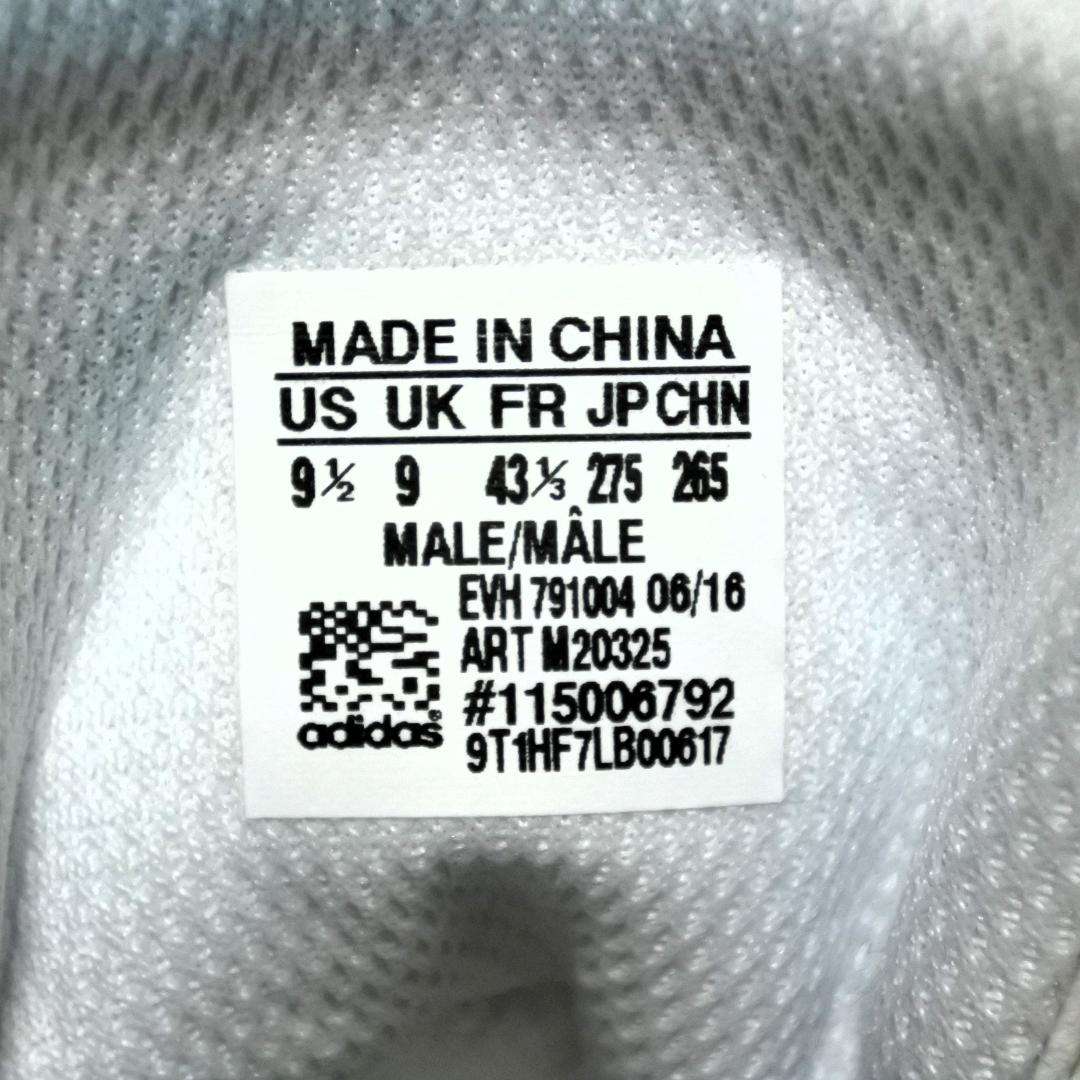 MADE IN CHINA
US UK FR JP CHN
9½ 9 43⅓ 275 265
MALE/MÂLE
EVH 791004 06/16
ART M20325
#115006792
9T1HF7LB00617
adidas®